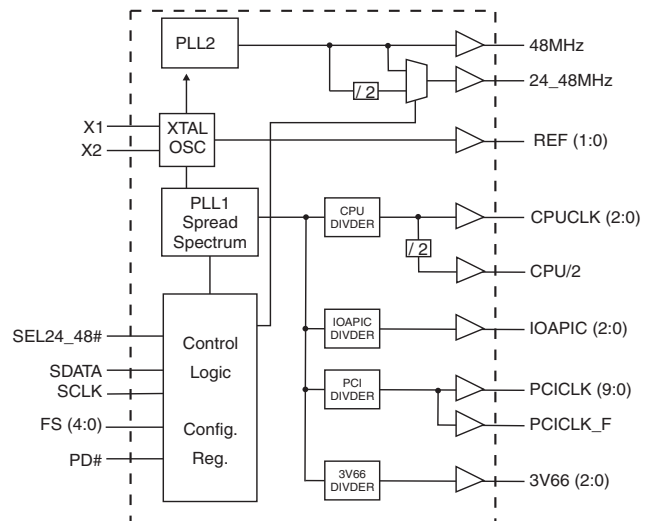 PLL2
48MHz
/ 2
24_48MHz
X1
X2
XTAL
OSC
REF (1:0)
PLL1
Spread
Spectrum
CPU
DIVDER
CPUCLK (2:0)
/ 2
CPU/2
SEL24_48#
SDATA
SCLK
FS (4:0)
PD#
Control
Logic
Config.
Reg.
IOAPIC
DIVDER
IOAPIC (2:0)
PCI
DIVDER
PCICLK (9:0)
PCICLK_F
3V66
DIVDER
3V66 (2:0)